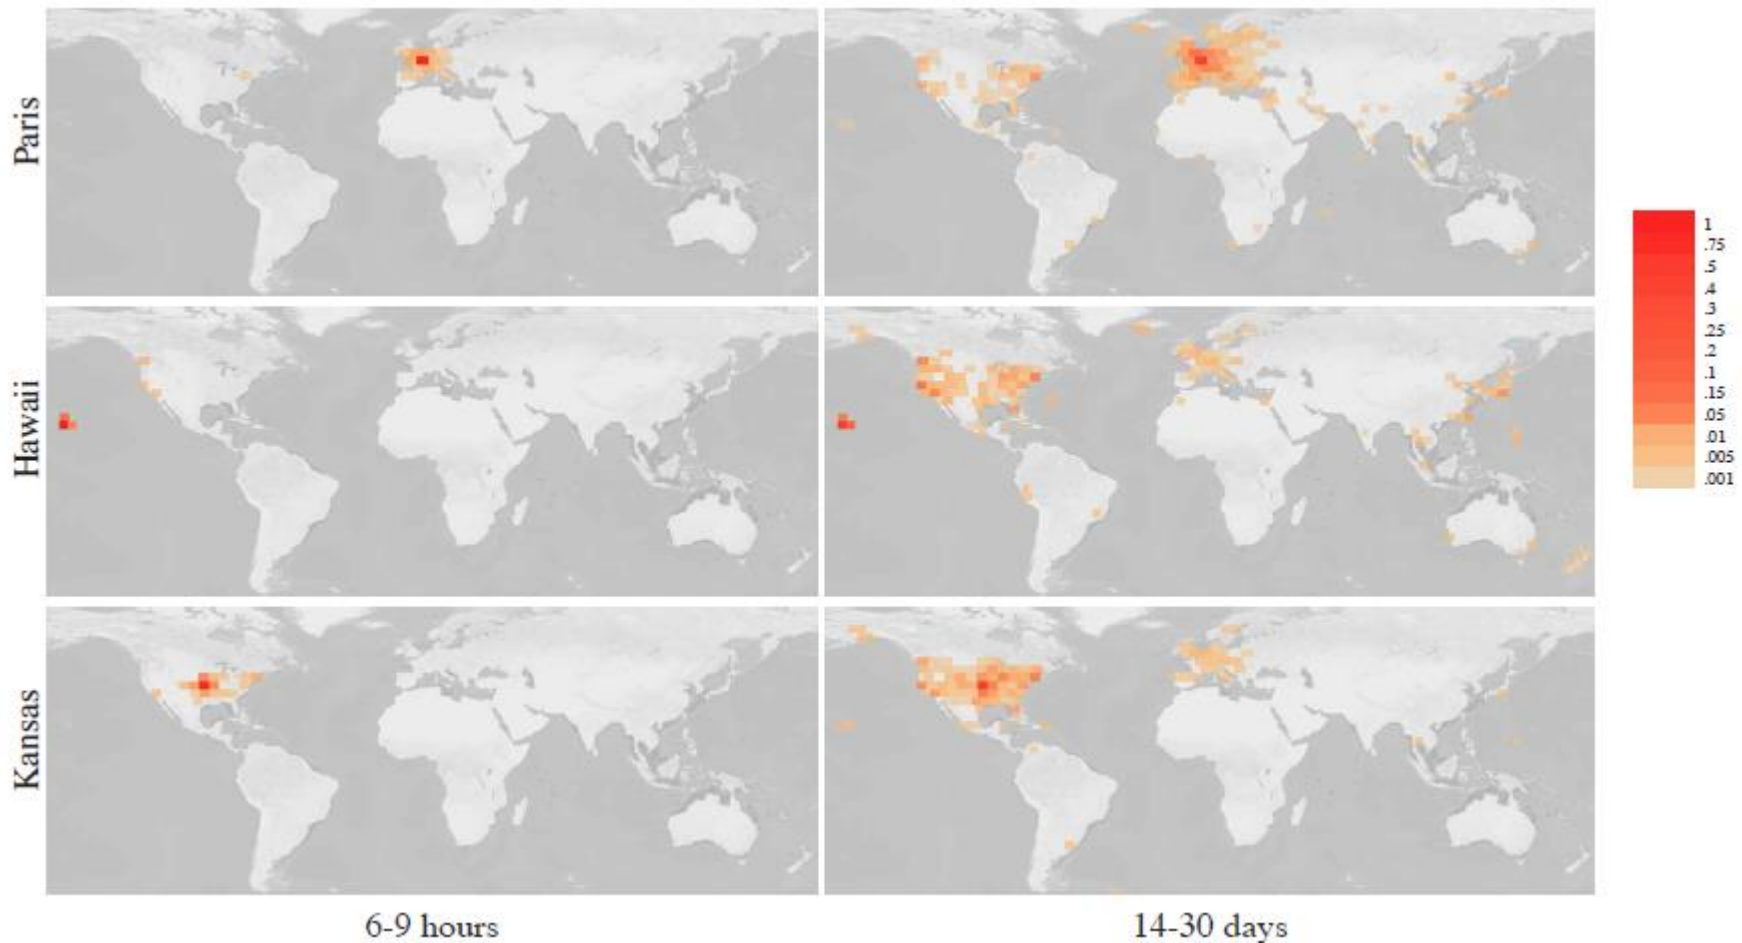 Paris
Hawaii
Kansas
6-9 hours
14-30 days
1
.75
.5
.4
.3
.25
.2
.1
.15
.05
.01
.005
.001